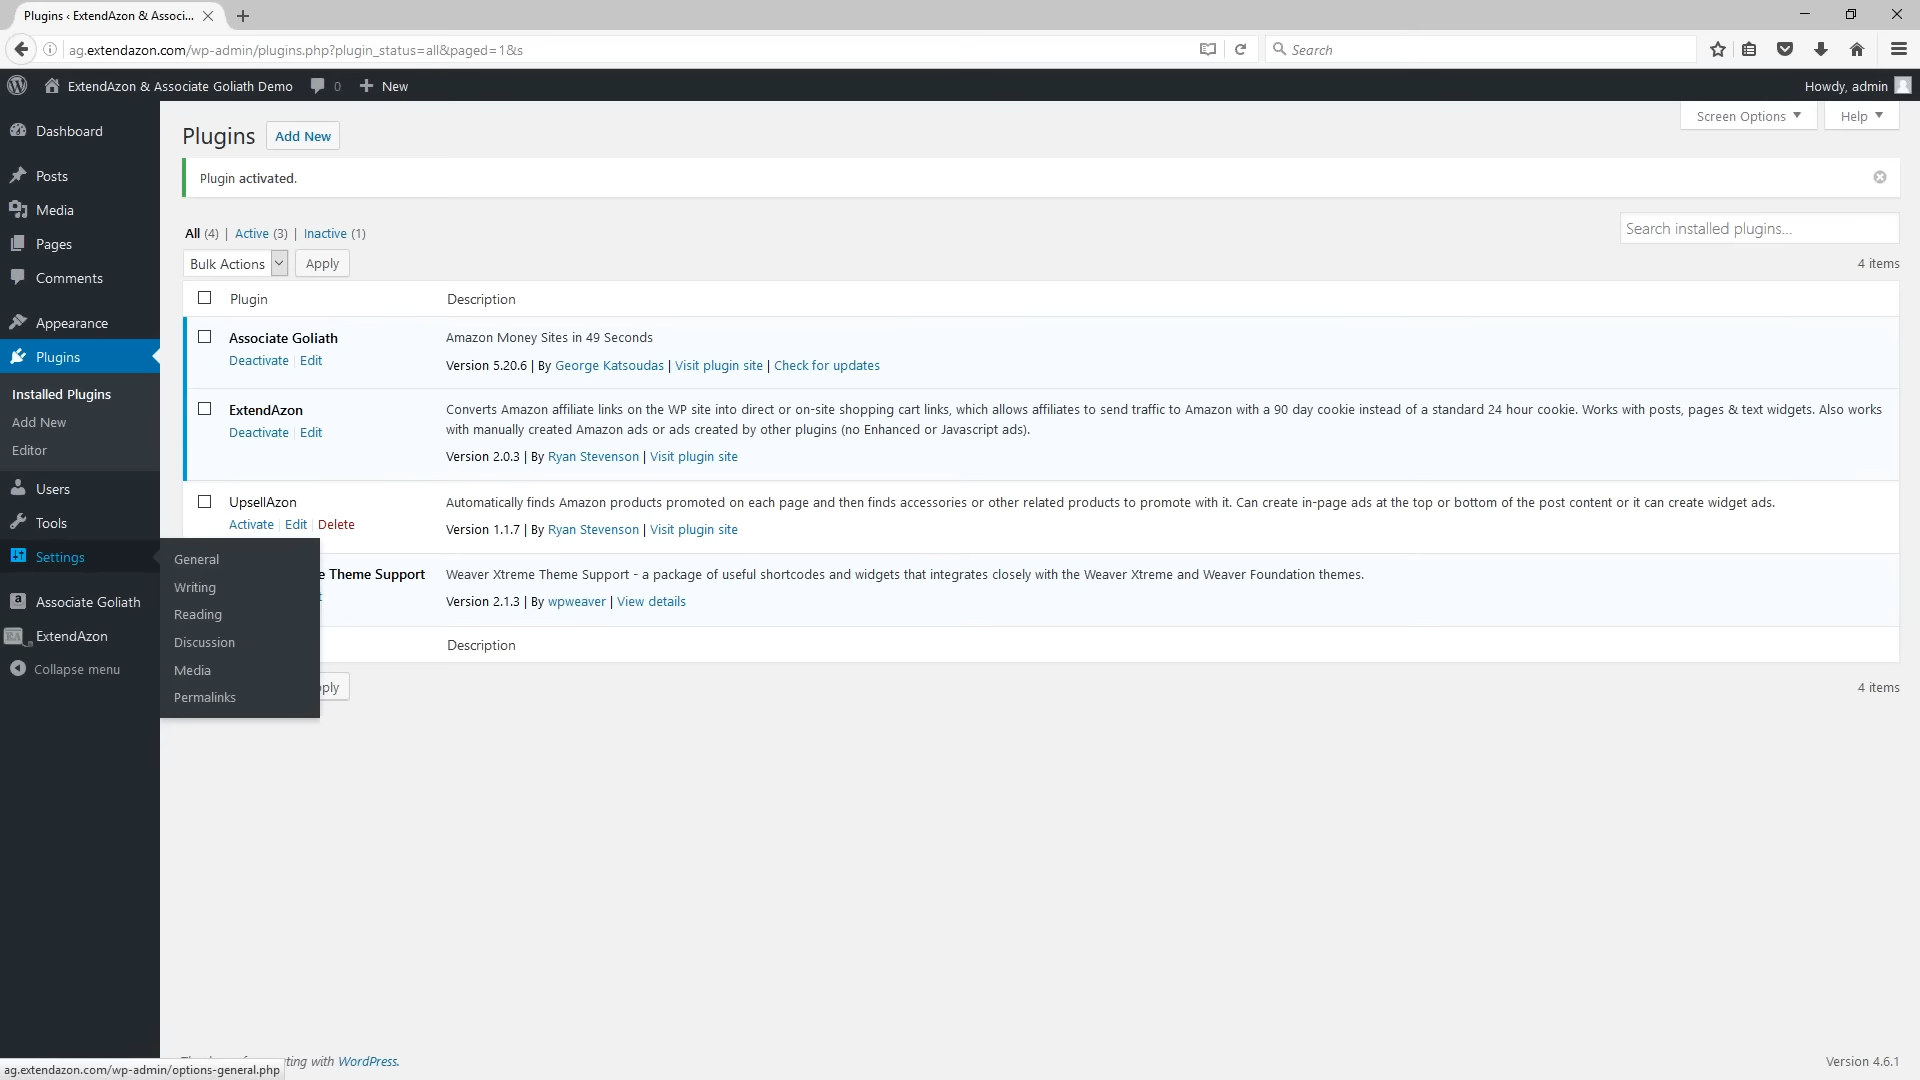 Plugins ‹ ExtendAzon & Associ...
ag.extendazon.com/wp-admin/plugins.php?plugin_status=all&paged=1&s
Search
ExtendAzon & Associate Goliath Demo 0 New
Howdy, admin
Dashboard
Posts
Media
Pages
Comments
Appearance
Plugins
Installed Plugins
Add New
Editor
Users
Tools
Settings
Associate Goliath
EA ExtendAzon
Collapse menu
General
Writing
Reading
Discussion
Media
Permalinks
Screen Options Help
Plugins Add New
Plugin activated.
All (4) | Active (3) | Inactive (1)
Search installed plugins...
Bulk Actions Apply
4 items
Plugin Description
Associate Goliath
Deactivate | Edit
Amazon Money Sites in 49 Seconds
Version 5.20.6 | By George Katsoudas | Visit plugin site | Check for updates
ExtendAzon
Deactivate | Edit
Converts Amazon affiliate links on the WP site into direct or on-site shopping cart links, which allows affiliates to send traffic to Amazon with a 90 day cookie instead of a standard 24 hour cookie. Works with posts, pages & text widgets. Also works
with manually created Amazon ads or ads created by other plugins (no Enhanced or Javascript ads).
Version 2.0.3 | By Ryan Stevenson | Visit plugin site
UpsellAzon
Activate | Edit | Delete
Automatically finds Amazon products promoted on each page and then finds accessories or other related products to promote with it. Can create in-page ads at the top or bottom of the post content or it can create widget ads.
Version 1.1.7 | By Ryan Stevenson | Visit plugin site
e Theme Support
Weaver Xtreme Theme Support - a package of useful shortcodes and widgets that integrates closely with the Weaver Xtreme and Weaver Foundation themes.
Version 2.1.3 | By wpweaver | View details
Description
pply
4 items
ting with WordPress.
Version 4.6.1
ag.extendazon.com/wp-admin/options-general.php